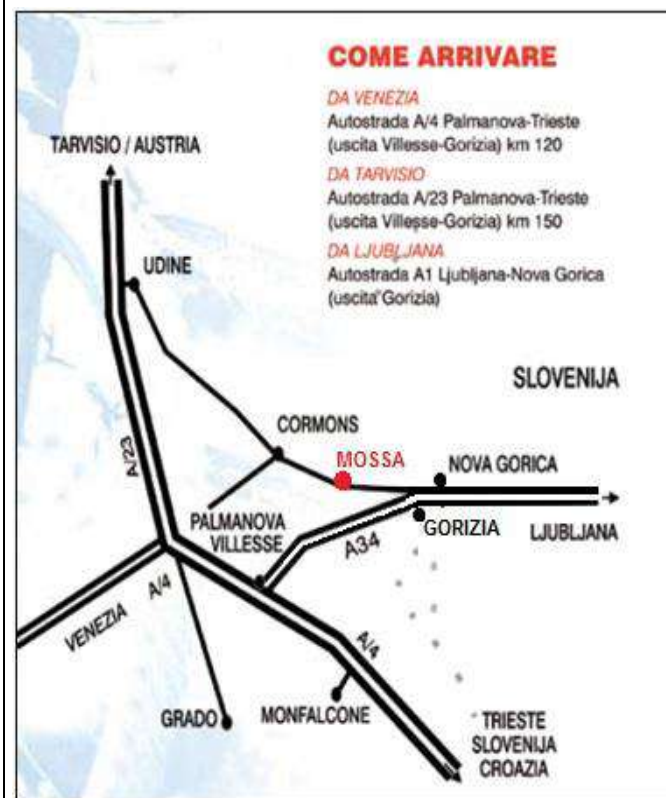 COME ARRIVARE
DA VENEZIA
Autostrada A/4 Palmanova-Trieste
(uscita Villesse-Gorizia) km 120
DA TARVISIO
Autostrada A/23 Palmanova-Trieste
(uscita Villesse-Gorizia) km 150
DA LJUBLJANA
Autostrada A1 Ljubljana-Nova Gorica
(uscita Gorizia)
TARVISIO / AUSTRIA
UDINE
SLOVENIJA
CORMONS
MOSSA
NOVA GORICA
A/23
PALMANOVA
VILLESSE
A34
GORIZIA
LJUBLJANA
VENEZIA
A/4
A/4
GRADO
MONFALCONE
TRIESTE
SLOVENIJA
CROAZIA